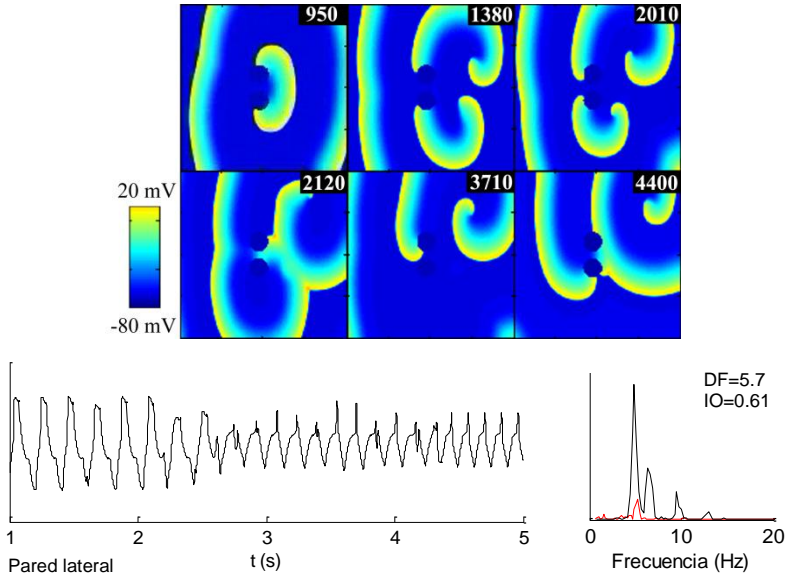 950
1380
2010
2120
3710
4400
20 mV
-80 mV
DF=5.7
IO=0.61
1
2
3
4
5
t (s)
Pared lateral
0
10
20
Frecuencia (Hz)